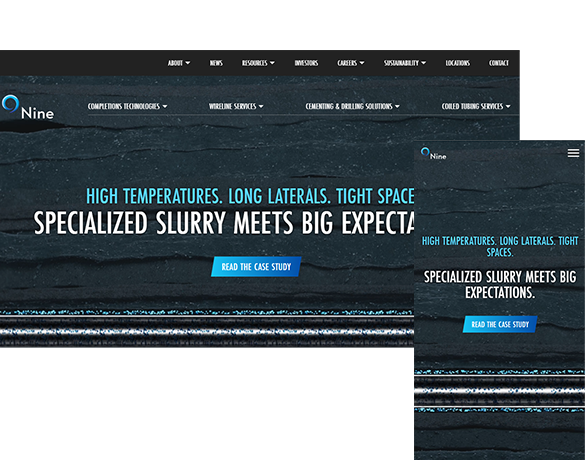 ABOUT NEWS RESOURCES INVESTORS CAREERS SUSTAINABILITY LOCATIONS CONTACT
Nine COMPLETIONS TECHNOLOGIES WIRELINE SERVICES CEMENTING & DRILLING SOLUTIONS COILED TUBING SERVICES
HIGH TEMPERATURES. LONG LATERALS. TIGHT SPACE
SPECIALIZED SLURRY MEETS BIG EXPECTA
READ THE CASE STUDY
Nine
HIGH TEMPERATURES. LONG LATERALS. TIGHT
SPACES.
SPECIALIZED SLURRY MEETS BIG
EXPECTATIONS.
READ THE CASE STUDY